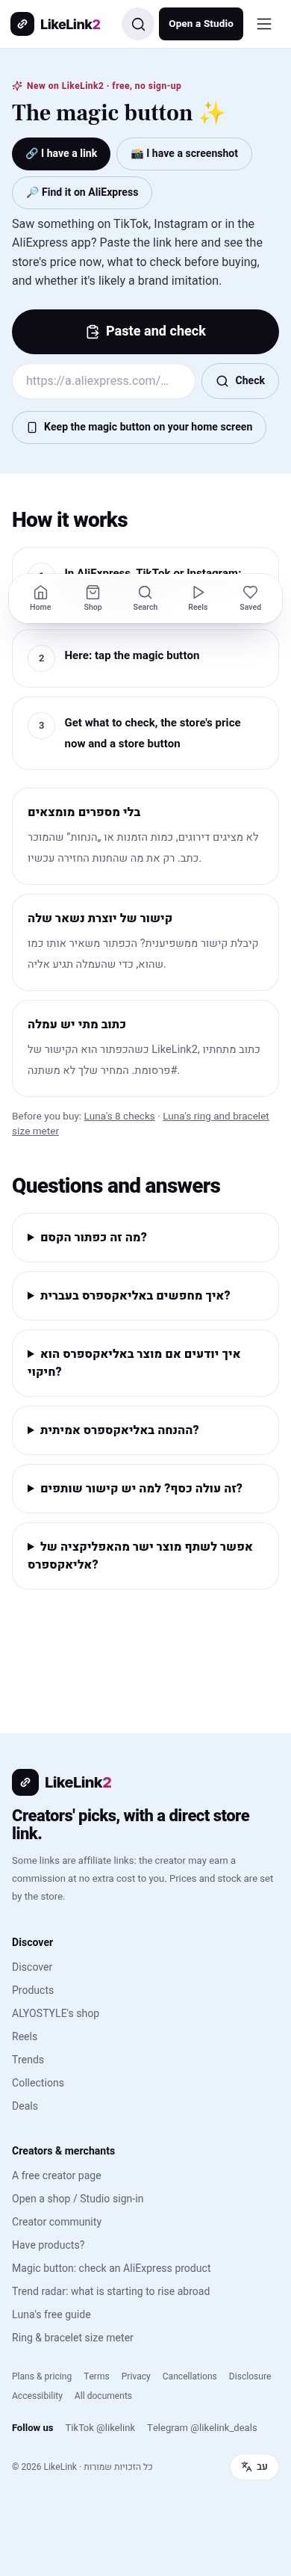 LikeLink2
Open a Studio
New on LikeLink2 · free, no sign-up
The magic button ✨
🔗 I have a link
📸 I have a screenshot
🔎 Find it on AliExpress
Saw something on TikTok, Instagram or in the
AliExpress app? Paste the link here and see the
store's price now, what to check before buying,
and whether it's likely a brand imitation.
Paste and check
https://a.aliexpress.com/…
Check
Keep the magic button on your home screen
How it works
In AliExpress, TikTok or Instagram:
Home
Shop
Search
Reels
Saved
2
Here: tap the magic button
3
Get what to check, the store's price
now and a store button
בלי מספרים מומצאים
לא מציגים דירוגים, כמות הזמנות או „הנחות” שהמוכר
כתב. רק את מה שהחנות החזירה עכשיו.
קישור של יוצרת נשאר שלה
קיבלת קישור ממשפיענית? הכפתור משאיר אותו כמו
שהוא, כדי שהעמלה תגיע אליה.
כתוב מתי יש עמלה
כשהכפתור הוא הקישור של LikeLink2, כתוב מתחתיו
#פרסומת. המחיר שלך לא משתנה.
Before you buy: Luna's 8 checks · Luna's ring and bracelet
size meter
Questions and answers
מה זה כפתור הקסם?
איך מחפשים באליאקספרס בעברית?
איך יודעים אם מוצר באליאקספרס הוא
חיקוי?
ההנחה באליאקספרס אמיתית?
זה עולה כסף? למה יש קישור שותפים?
אפשר לשתף מוצר ישר מהאפליקציה של
אליאקספרס?
LikeLink2
Creators' picks, with a direct store
link.
Some links are affiliate links: the creator may earn a
commission at no extra cost to you. Prices and stock are set
by the store.
Discover
Discover
Products
ALYOSTYLE's shop
Reels
Trends
Collections
Deals
Creators & merchants
A free creator page
Open a shop / Studio sign-in
Creator community
Have products?
Magic button: check an AliExpress product
Trend radar: what is starting to rise abroad
Luna's free guide
Ring & bracelet size meter
Plans & pricing
Terms
Privacy
Cancellations
Disclosure
Accessibility
All documents
Follow us
TikTok @likelink
Telegram @likelink_deals
© 2026 LikeLink · כל הזכויות שמורות
עב